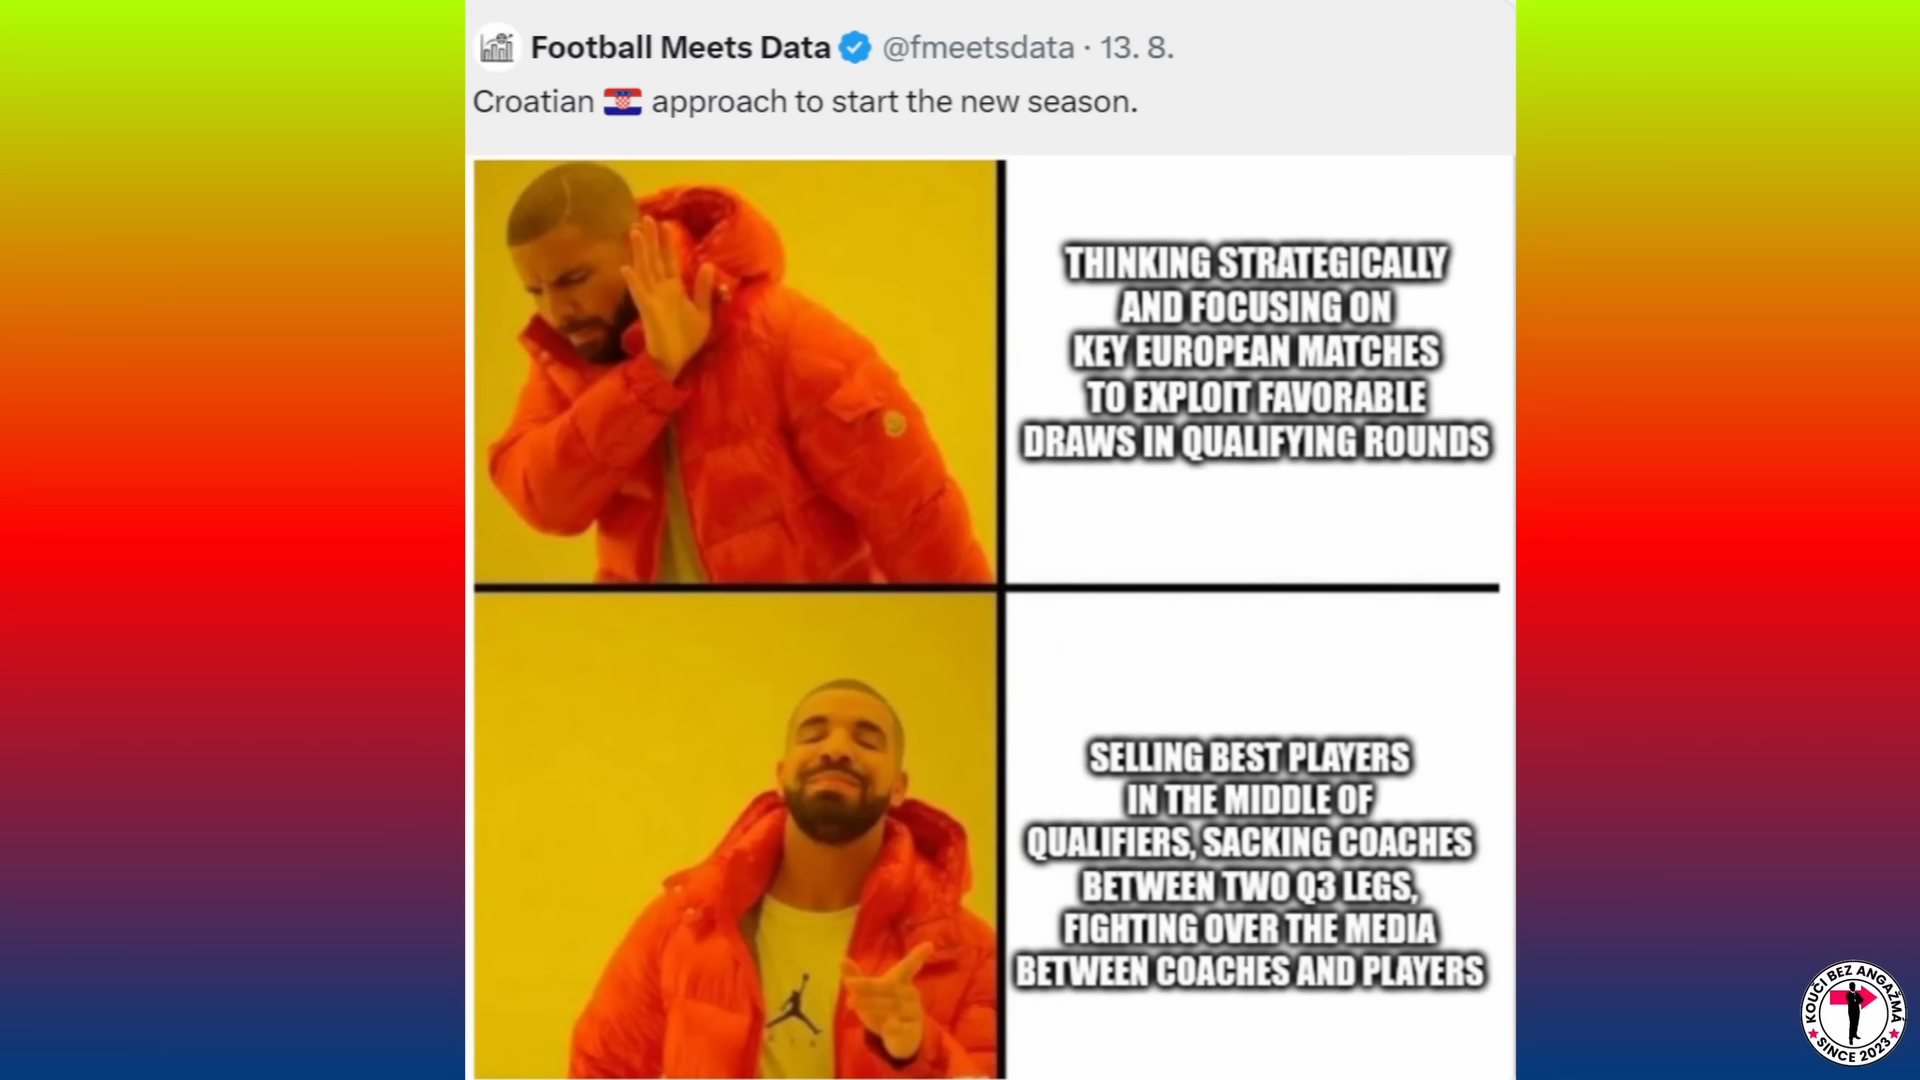 Football Meets Data @fmeetsdata · 13. 8.
Croatian 🇭🇷 approach to start the new season.
THINKING STRATEGICALLY
AND FOCUSING ON
KEY EUROPEAN MATCHES
TO EXPLOIT FAVORABLE
DRAWS IN QUALIFYING ROUNDS
SELLING BEST PLAYERS
IN THE MIDDLE OF
QUALIFIERS, SACKING COACHES
BETWEEN TWO Q3 LEGS,
FIGHTING OVER THE MEDIA
BETWEEN COACHES AND PLAYERS
AIR
KOUČI BEZ ANGAŽMÁ
SINCE 2023